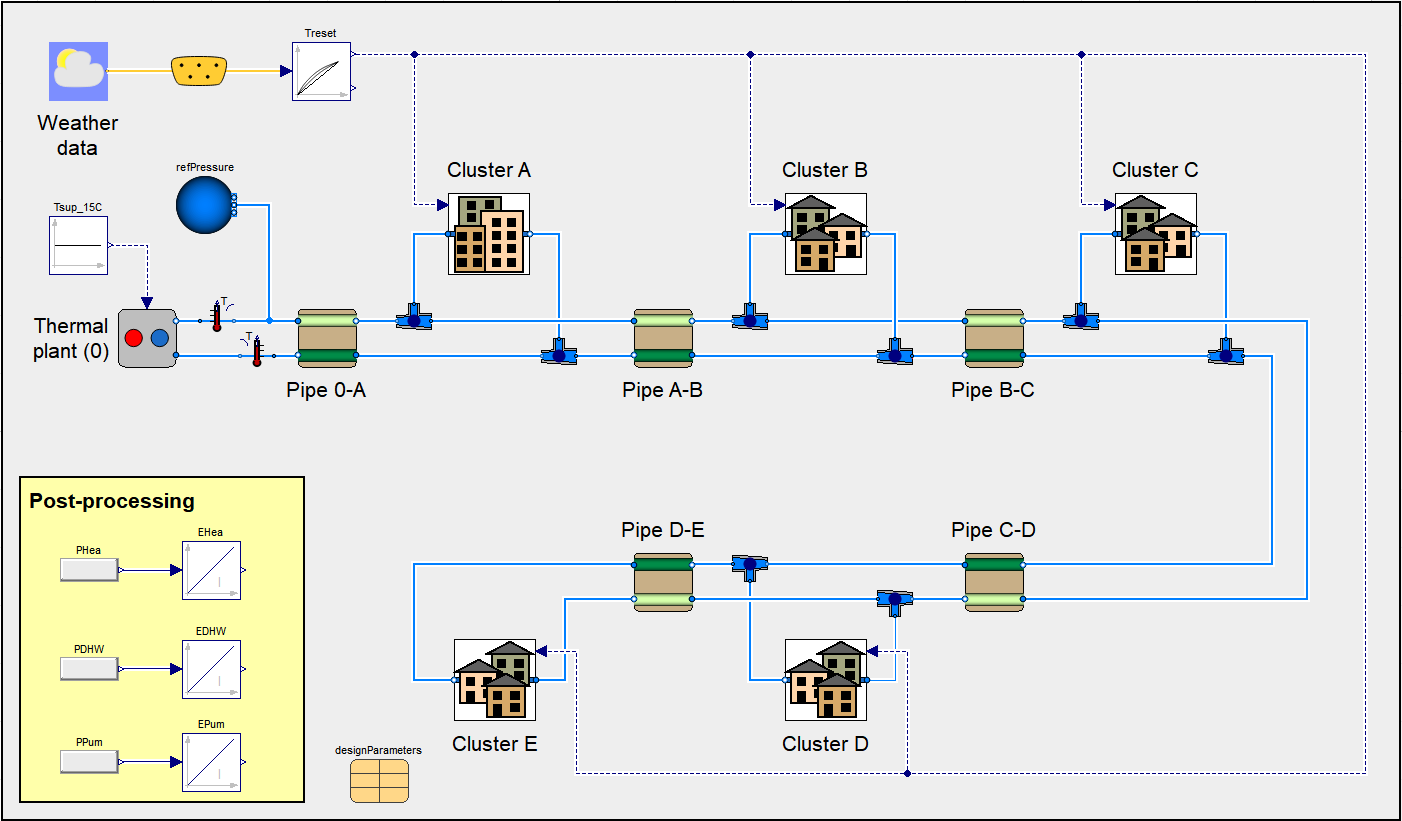 Treset
Weather
data
refPressure
Cluster A
Cluster B
Cluster C
Tsup_15C
T
T
Thermal
plant (0)
Pipe 0-A
Pipe A-B
Pipe B-C
Post-processing
Pipe D-E
Pipe C-D
EHea
PHea
I
EDHW
PDHW
I
EPum
PPum
I
Cluster E
Cluster D
designParameters